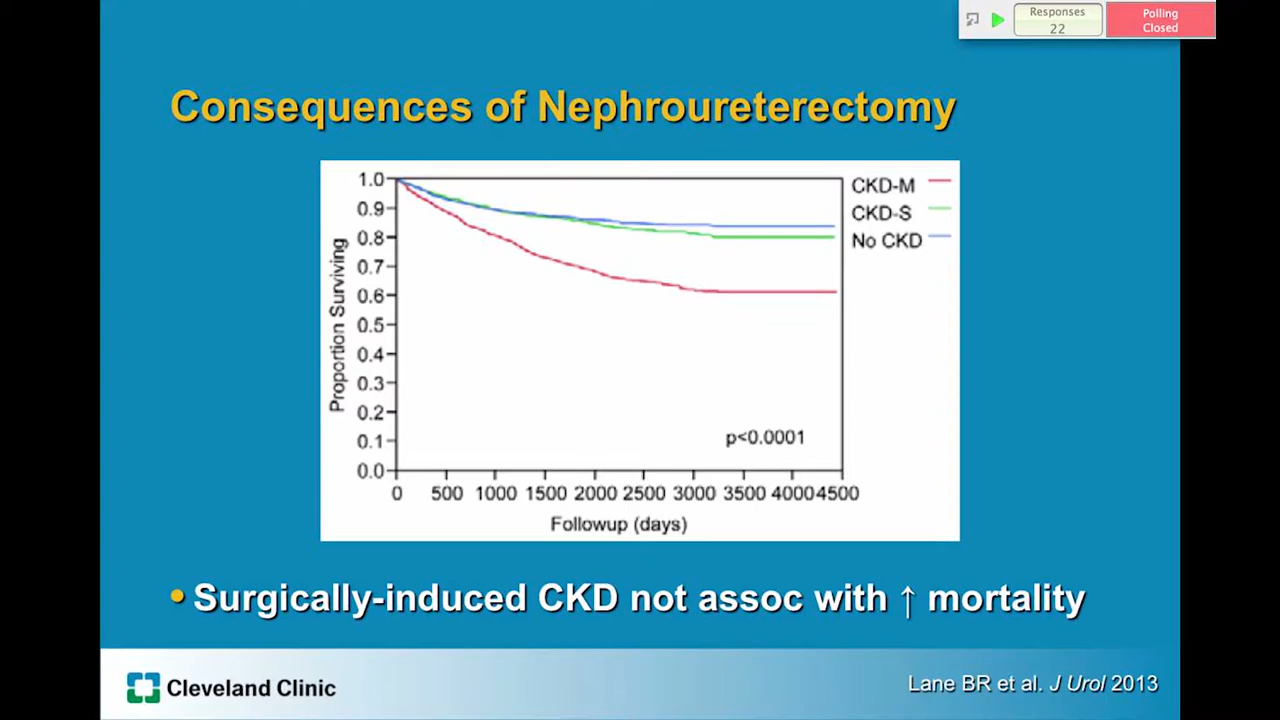 Responses
22
Polling
Closed
Consequences of Nephroureterectomy
1.0
0.9
0.8
0.7
0.6
0.5
0.4
0.3
0.2
0.1
0.0
Proportion Surviving
CKD-M
CKD-S
No CKD
p<0.0001
0 500 1000 1500 2000 2500 3000 3500 4000 4500
Followup (days)
• Surgically-induced CKD not assoc with ↑ mortality
Cleveland Clinic
Lane BR et al. J Urol 2013